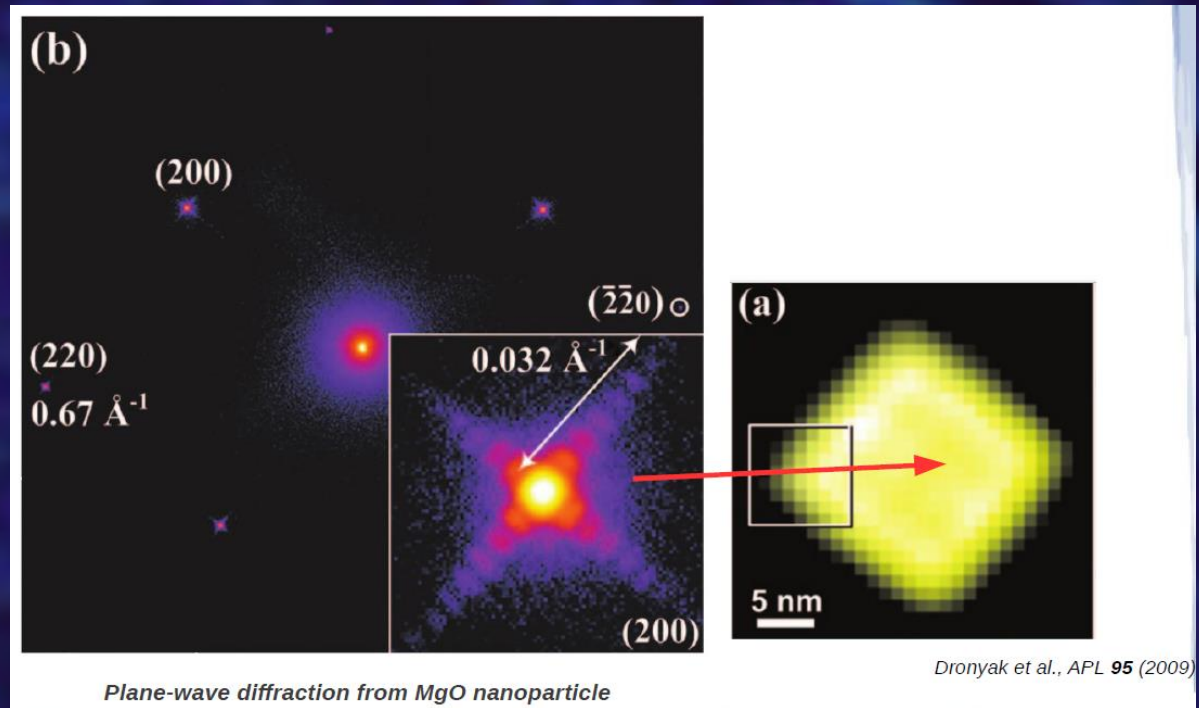 (b)
(200)
(2̅2̅0)
(220)
0.67 Å⁻¹
0.032 Å⁻¹
(200)
(a)
5 nm
Dronyak et al., APL 95 (2009)
Plane-wave diffraction from MgO nanoparticle